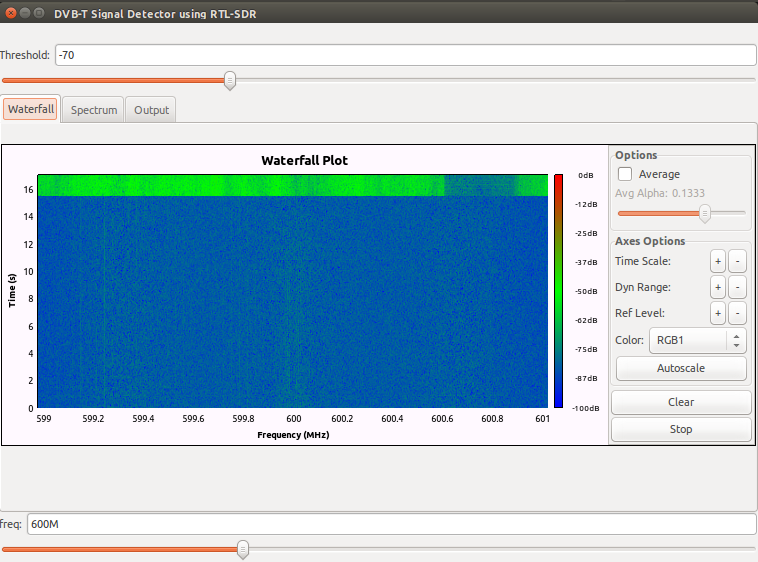 DVB-T Signal Detector using RTL-SDR
Threshold: -70
Waterfall Spectrum Output
Waterfall Plot
Time (s)
16
14
12
10
8
6
4
2
0
599 599.2 599.4 599.6 599.8 600 600.2 600.4 600.6 600.8 601
Frequency (MHz)
0dB
-12dB
-25dB
-37dB
-50dB
-62dB
-75dB
-87dB
-100dB
Options
Average
Avg Alpha: 0.1333
Axes Options
Time Scale: + -
Dyn Range: + -
Ref Level: + -
Color: RGB1
Autoscale
Clear
Stop
freq: 600M